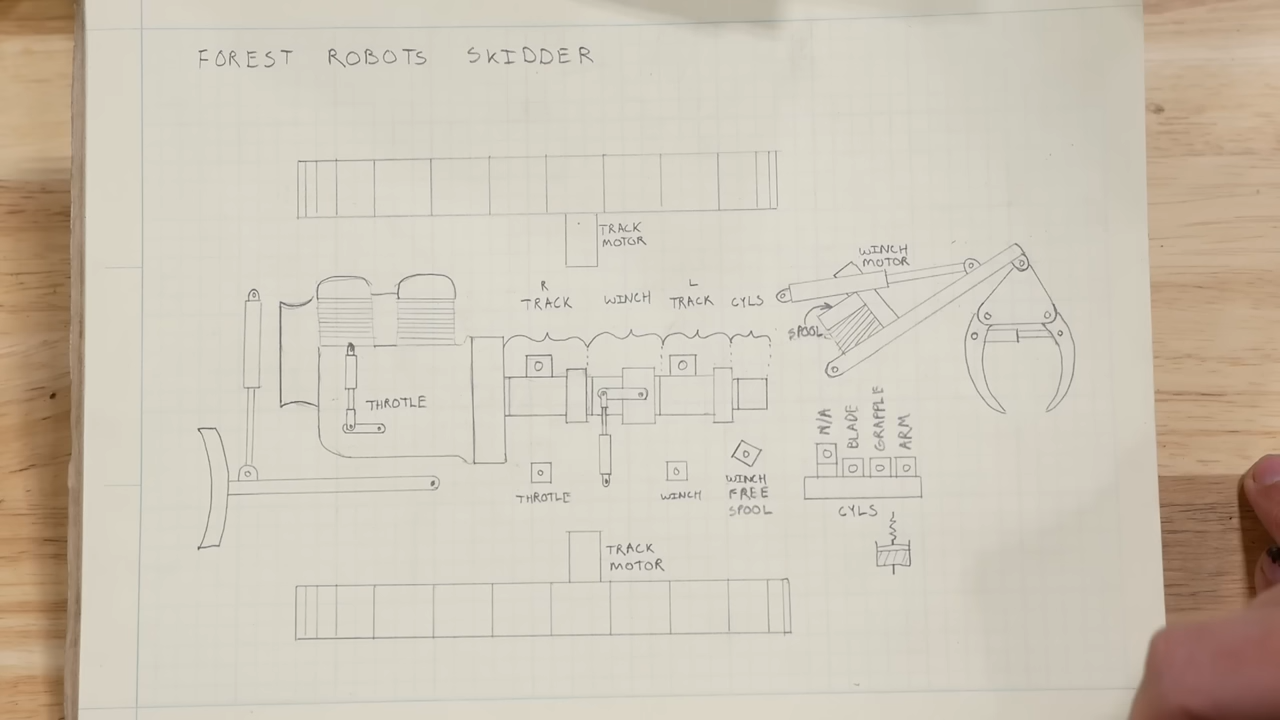 FOREST ROBOTS SKIDDER
TRACK
MOTOR
WINCH
MOTOR
R
TRACK
WINCH
L
TRACK
CYLS
SPOOL
THROTLE
N/A
BLADE
GRAPPLE
ARM
THROTLE
WINCH
WINCH
FREE
SPOOL
CYLS
TRACK
MOTOR